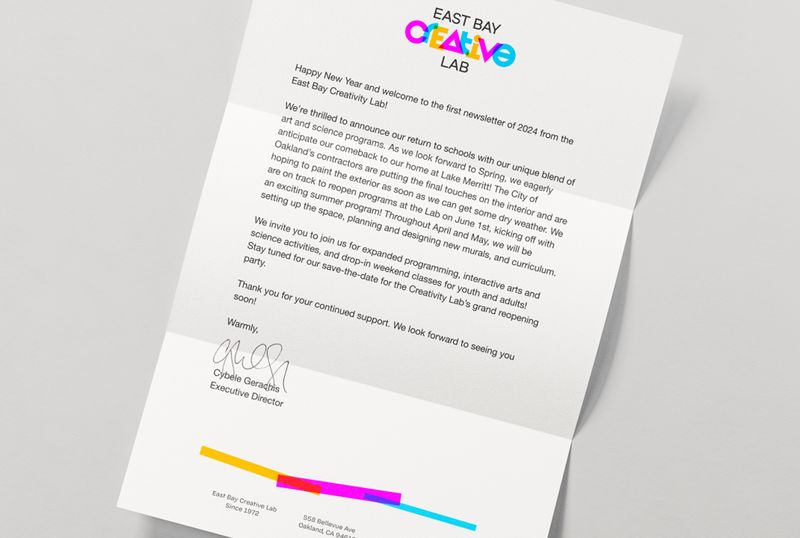 EAST BAY
CREATIVE
LAB
Happy New Year and welcome to the first newsletter of 2024 from the
East Bay Creativity Lab!
We're thrilled to announce our return to schools with our unique blend of
art and science programs. As we look forward to Spring, we eagerly
anticipate our comeback to our home at Lake Merritt! The City of
Oakland's contractors are putting the final touches on the interior and are
hoping to paint the exterior as soon as we can get some dry weather. We
are on track to reopen programs at the Lab on June 1st, kicking off with
an exciting summer program! Throughout April and May, we will be
setting up the space, planning and designing new murals, and curriculum.
We invite you to join us for expanded programming, interactive arts and
science activities, and drop-in weekend classes for youth and adults!
Stay tuned for our save-the-date for the Creativity Lab's grand reopening
party.
Thank you for your continued support. We look forward to seeing you
soon!
Warmly,
Cybele Gerachis
Executive Director
East Bay Creative Lab
Since 1972
558 Bellevue Ave
Oakland, CA